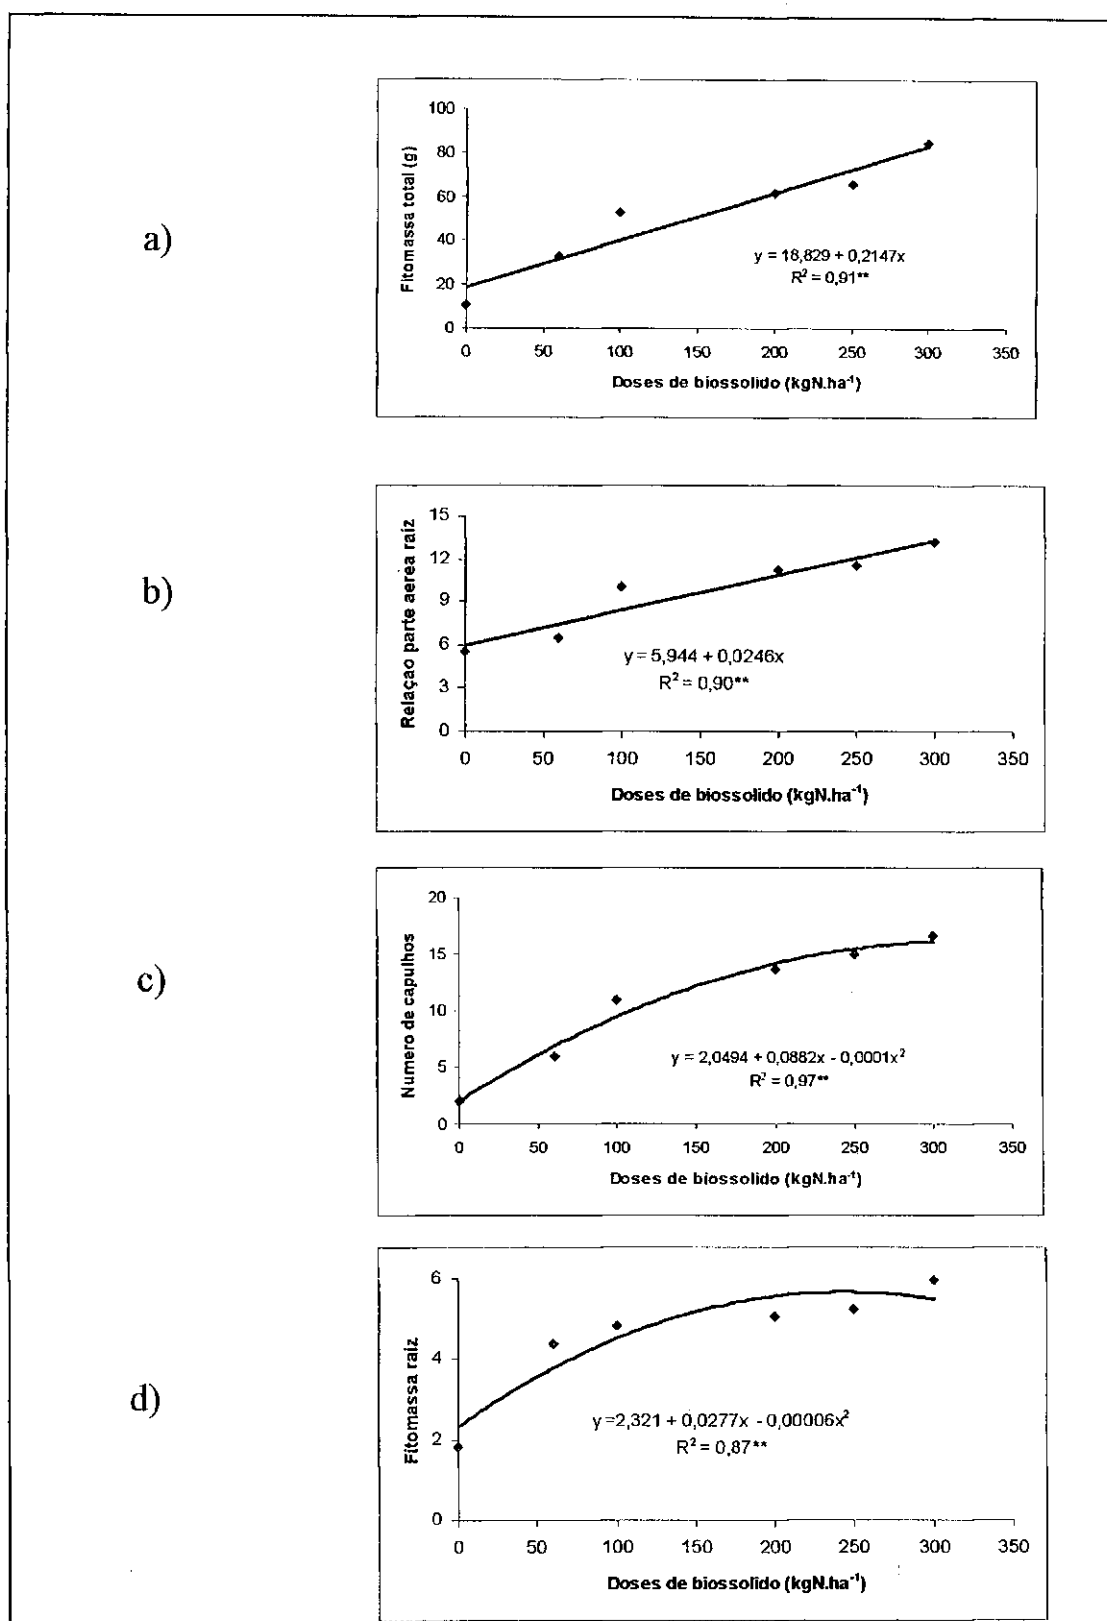 a)
Fitomassa total (g)
100
80
60
40
20
0
y = 18,829 + 0,2147x
R² = 0,91**
0 50 100 150 200 250 300 350
Doses de biossolido (kgN.ha⁻¹)
b)
Relaçao parte aerea raiz
15
12
9
6
3
0
y = 5,944 + 0,0246x
R² = 0,90**
0 50 100 150 200 250 300 350
Doses de biossolido (kgN.ha⁻¹)
c)
Numero de capulhos
20
15
10
5
0
y = 2,0494 + 0,0882x - 0,0001x²
R² = 0,97**
0 50 100 150 200 250 300 350
Doses de biossolido (kgN.ha⁻¹)
d)
Fitomassa raiz
6
4
2
0
y =2,321 + 0,0277x - 0,00006x²
R² = 0,87**
0 50 100 150 200 250 300 350
Doses de biossolido (kgN.ha⁻¹)